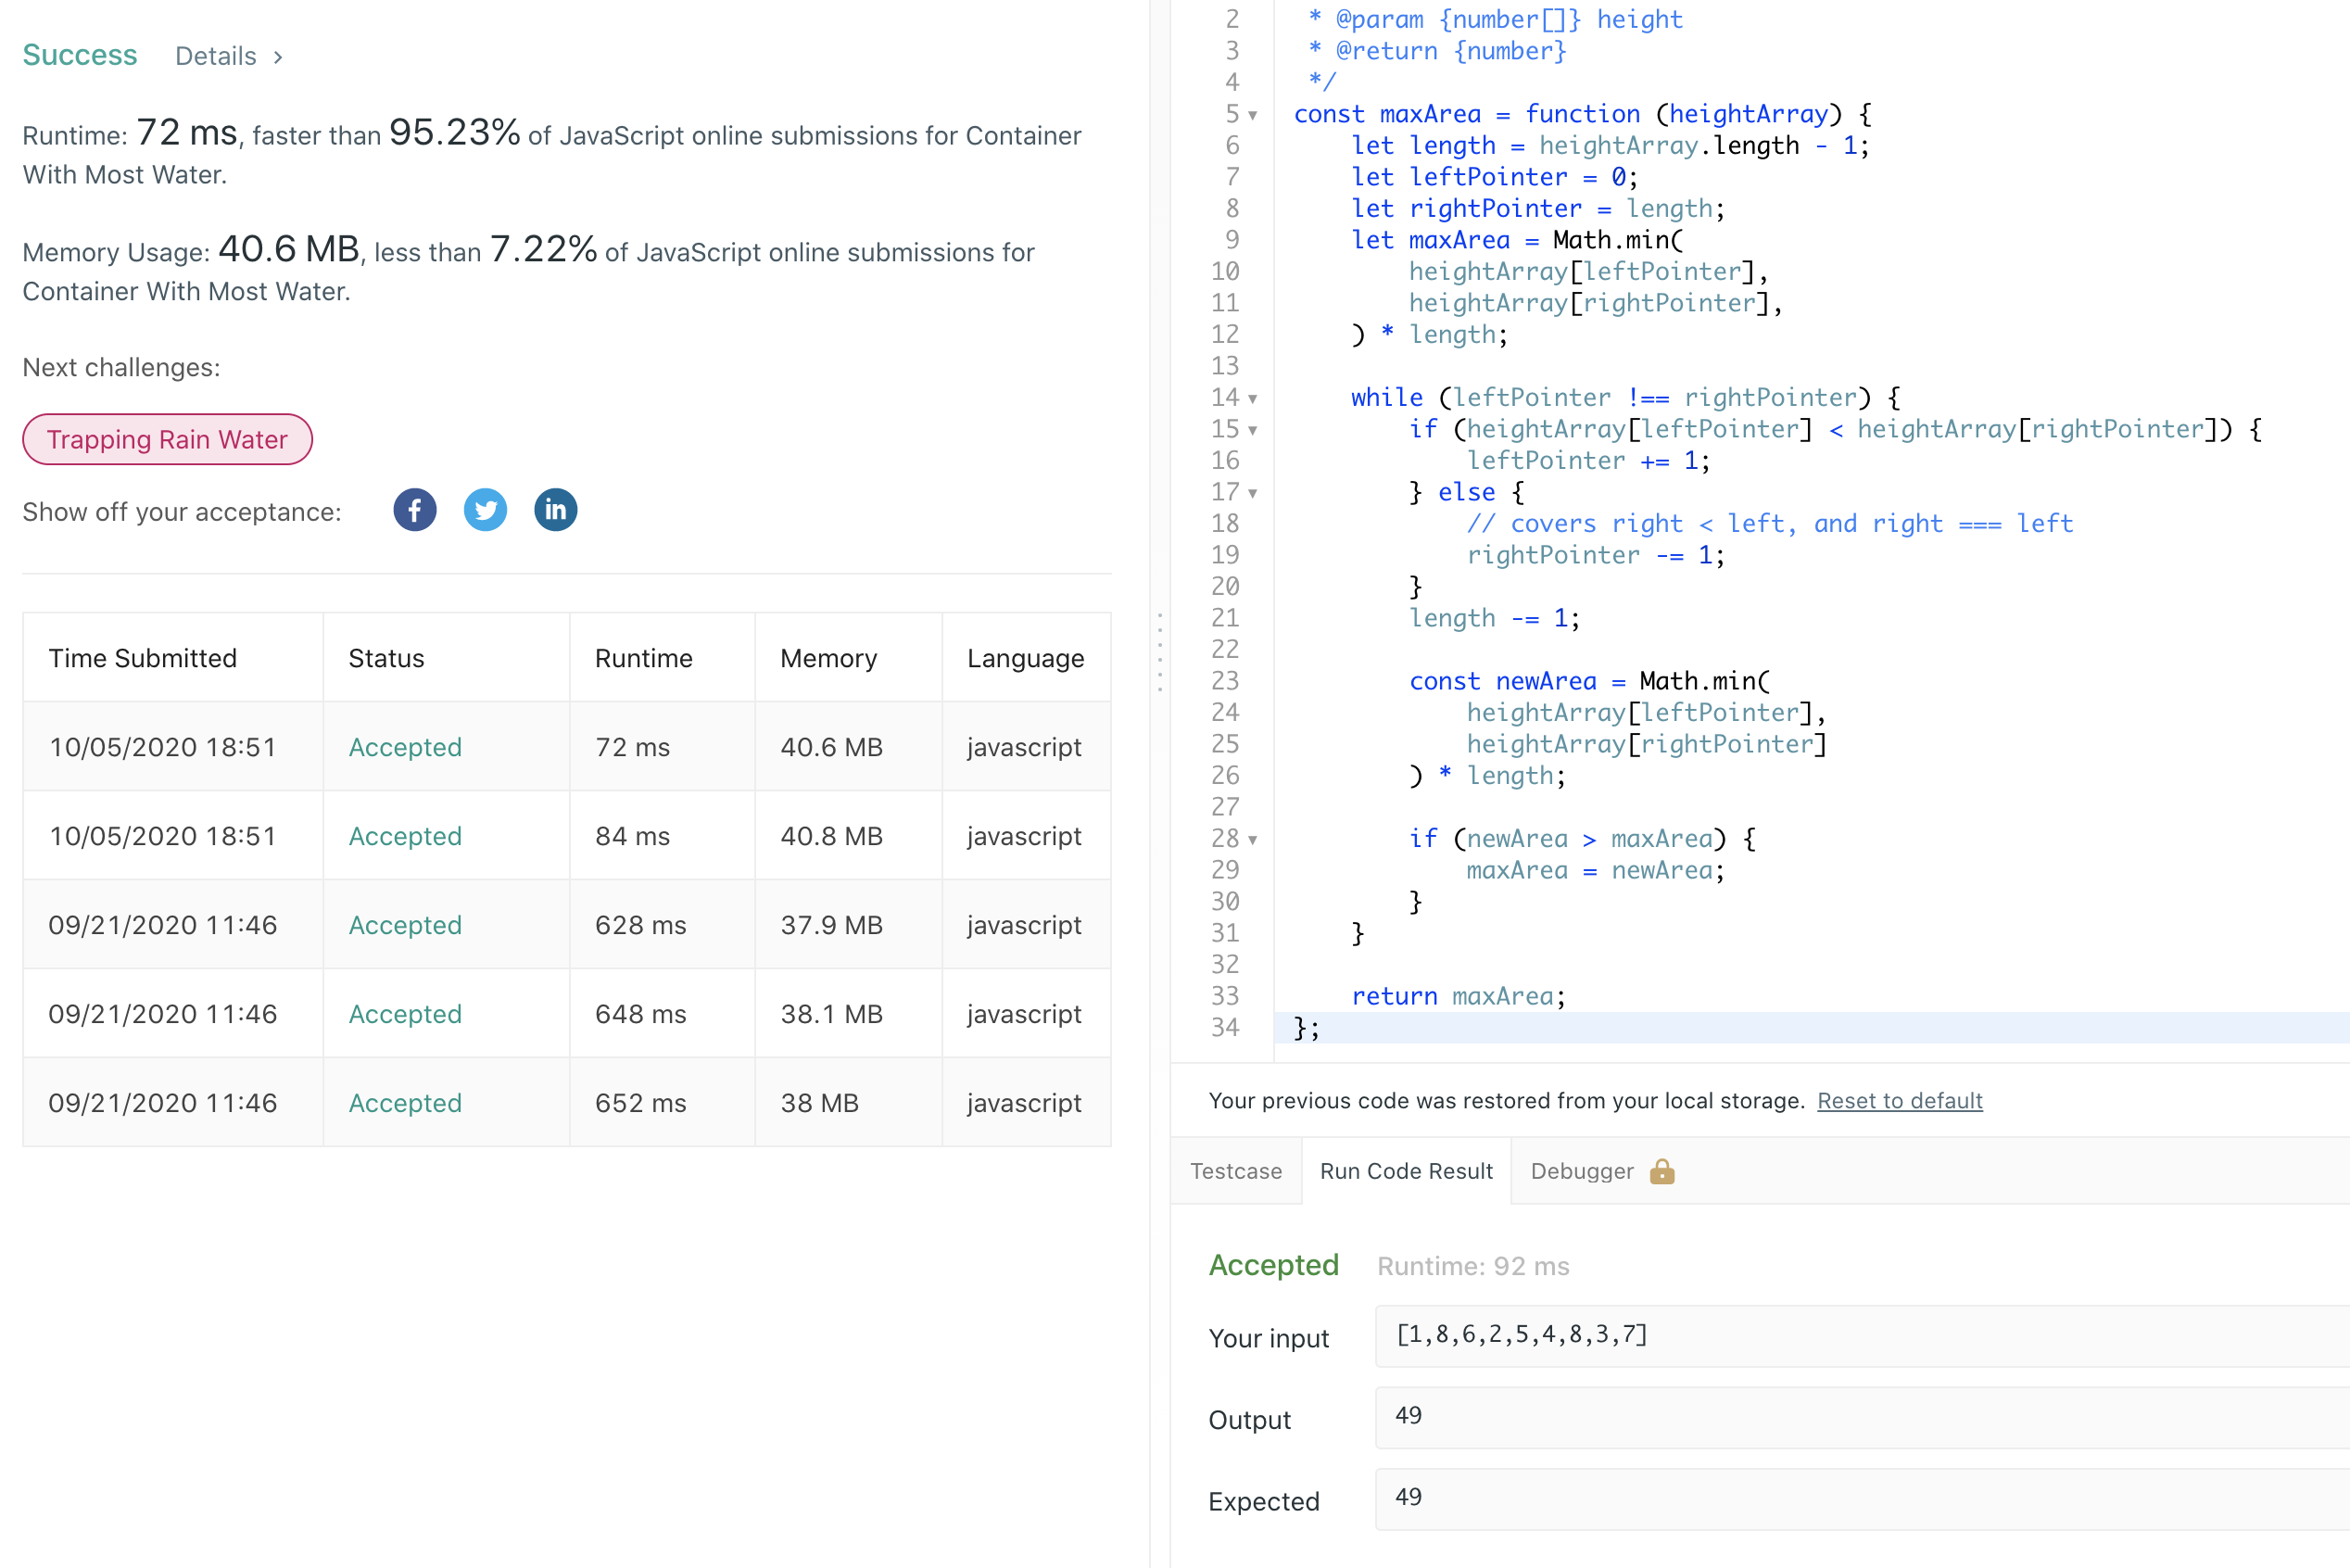 Success Details >
Runtime: 72 ms, faster than 95.23% of JavaScript online submissions for Container
With Most Water.
Memory Usage: 40.6 MB, less than 7.22% of JavaScript online submissions for
Container With Most Water.
Next challenges:
Trapping Rain Water
Show off your acceptance:
f in
Time Submitted Status Runtime Memory Language
10/05/2020 18:51 Accepted 72 ms 40.6 MB javascript
10/05/2020 18:51 Accepted 84 ms 40.8 MB javascript
09/21/2020 11:46 Accepted 628 ms 37.9 MB javascript
09/21/2020 11:46 Accepted 648 ms 38.1 MB javascript
09/21/2020 11:46 Accepted 652 ms 38 MB javascript
2 * @param {number[]} height
3 * @return {number}
4 */
5 const maxArea = function (heightArray) {
6 let length = heightArray.length - 1;
7 let leftPointer = 0;
8 let rightPointer = length;
9 let maxArea = Math.min(
10 heightArray[leftPointer],
11 heightArray[rightPointer],
12 ) * length;
13
14 while (leftPointer !== rightPointer) {
15 if (heightArray[leftPointer] < heightArray[rightPointer]) {
16 leftPointer += 1;
17 } else {
18 // covers right < left, and right === left
19 rightPointer -= 1;
20 }
21 length -= 1;
22
23 const newArea = Math.min(
24 heightArray[leftPointer],
25 heightArray[rightPointer]
26 ) * length;
27
28 if (newArea > maxArea) {
29 maxArea = newArea;
30 }
31 }
32
33 return maxArea;
34 };
Your previous code was restored from your local storage. Reset to default
Testcase Run Code Result Debugger
Accepted Runtime: 92 ms
Your input [1,8,6,2,5,4,8,3,7]
Output 49
Expected 49